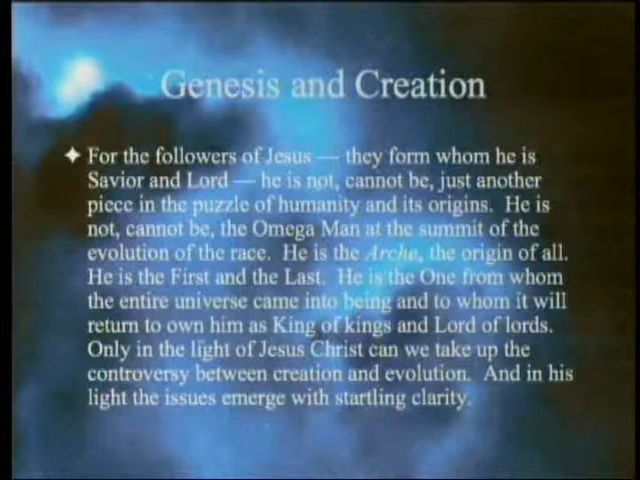 Genesis and Creation
For the followers of Jesus — they form whom he is
Savior and Lord — he is not, cannot be, just another
piece in the puzzle of humanity and its origins. He is
not, cannot be, the Omega Man at the summit of the
evolution of the race. He is the Arche, the origin of all.
He is the First and the Last. He is the One from whom
the entire universe came into being and to whom it will
return to own him as King of kings and Lord of lords.
Only in the light of Jesus Christ can we take up the
controversy between creation and evolution. And in his
light the issues emerge with startling clarity.